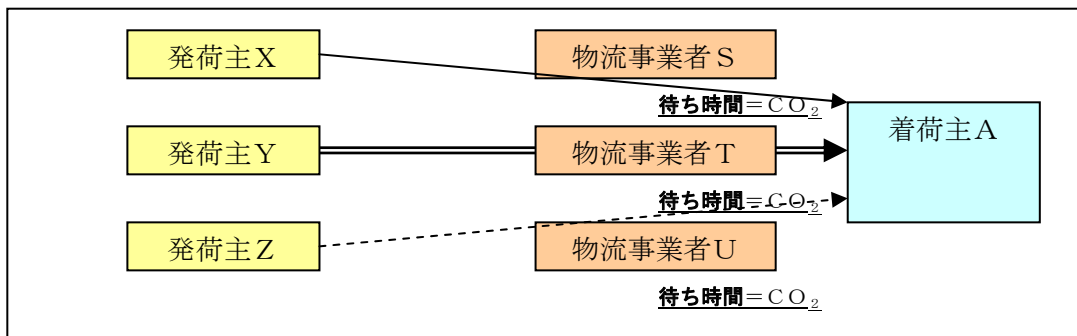 発荷主Ｘ
物流事業者Ｓ
待ち時間＝ＣＯ₂
着荷主Ａ
発荷主Ｙ
物流事業者Ｔ
待ち時間＝ＣＯ₂
発荷主Ｚ
物流事業者Ｕ
待ち時間＝ＣＯ₂